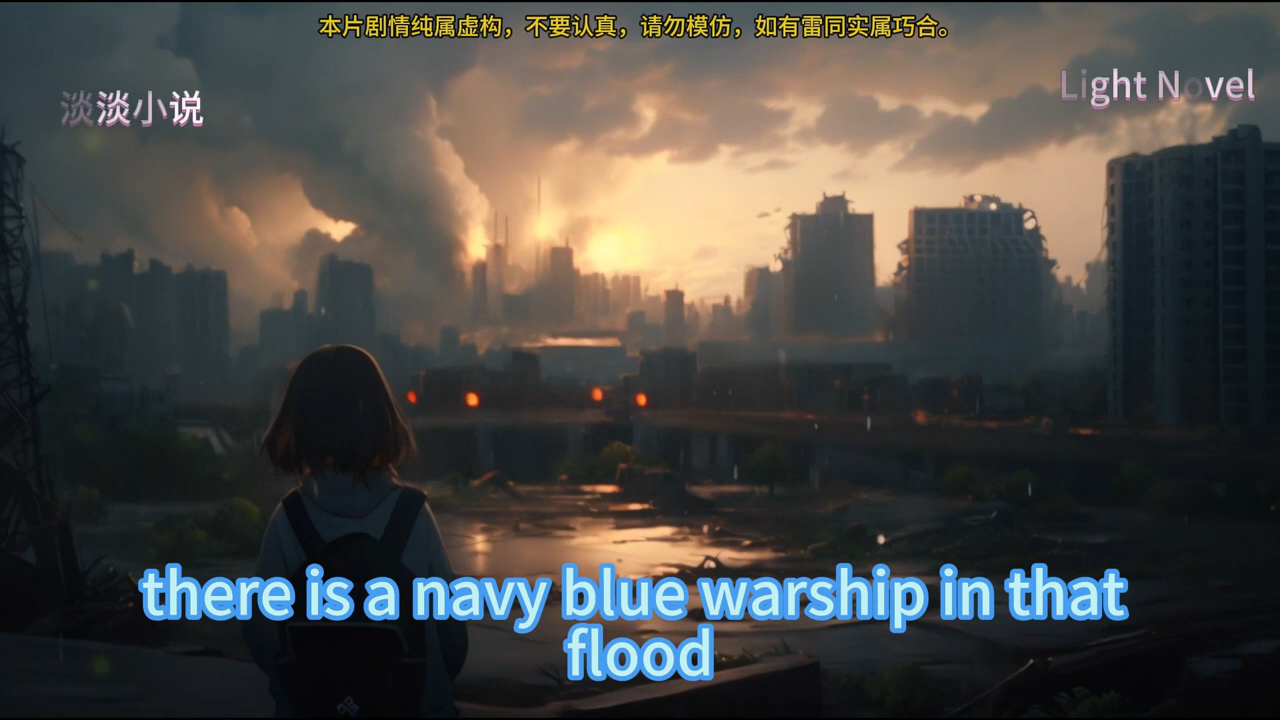 本片剧情纯属虚构，不要认真，请勿模仿，如有雷同实属巧合。
淡淡小说
Light Novel
there is a navy blue warship in that
flood